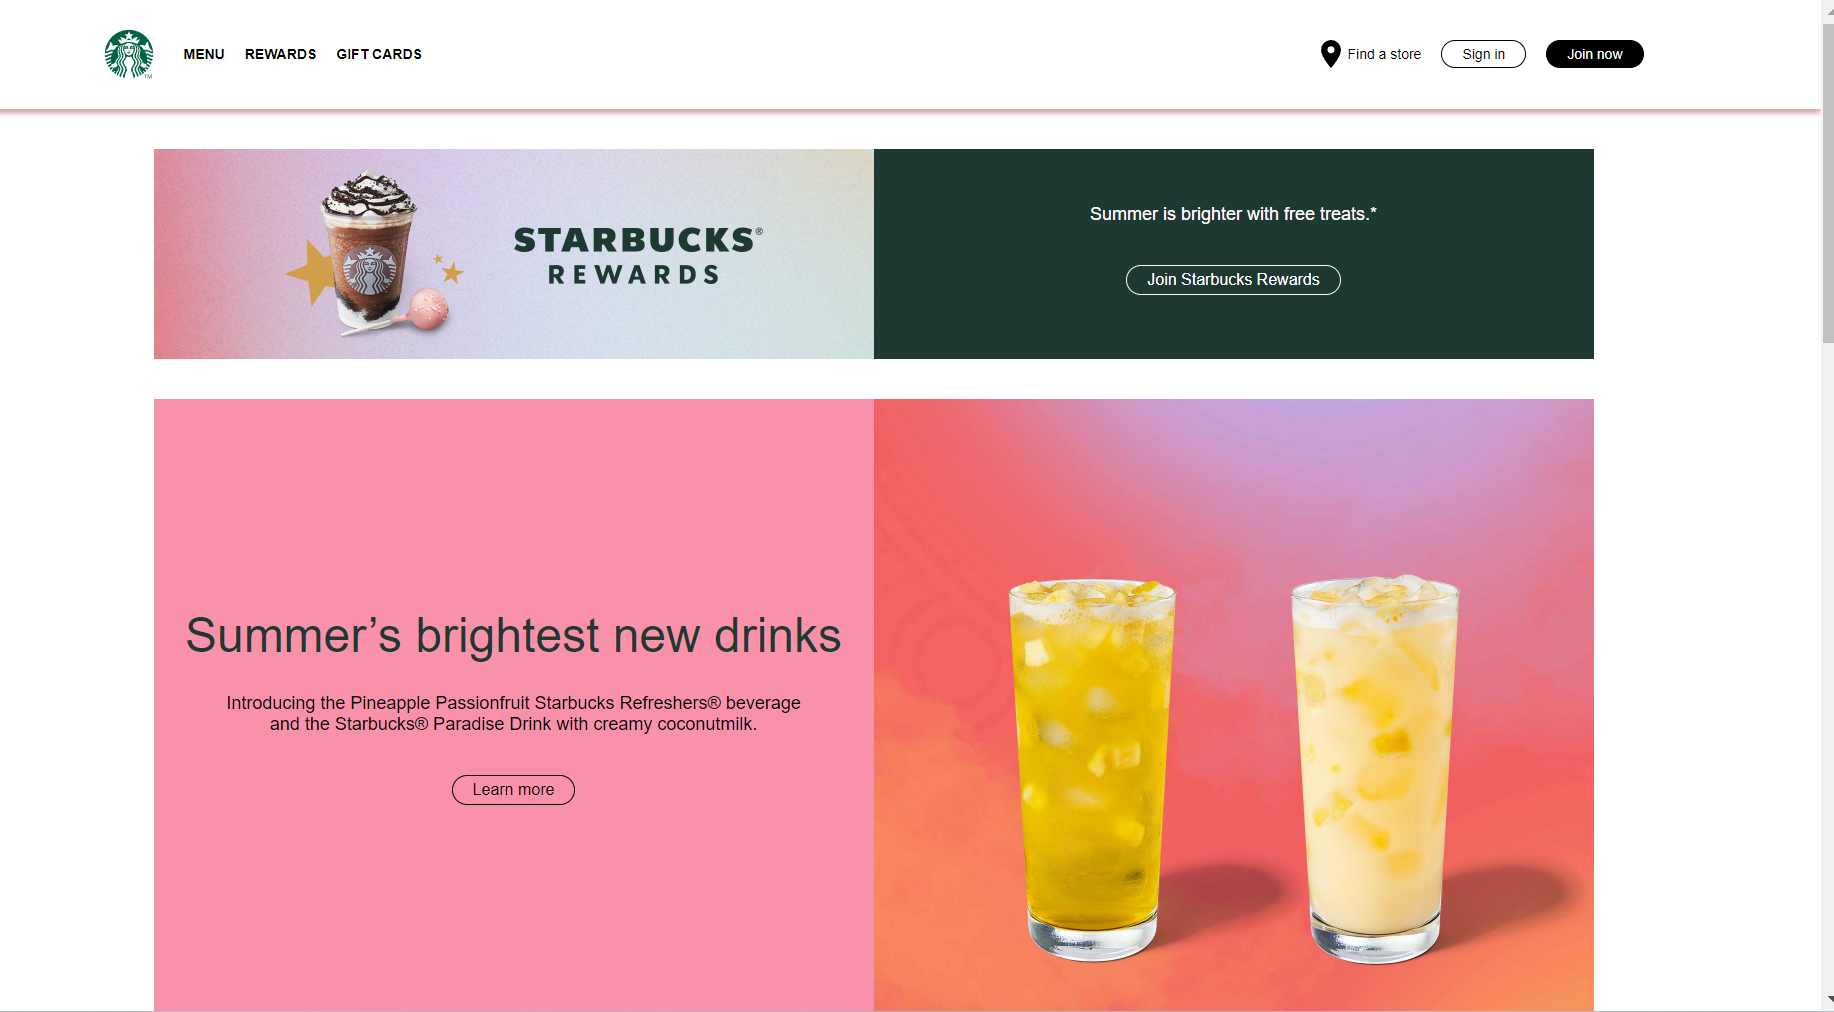 MENU REWARDS GIFT CARDS Find a store Sign in Join now
STARBUCKS®
REWARDS
Summer is brighter with free treats.*
Join Starbucks Rewards
Summer’s brightest new drinks
Introducing the Pineapple Passionfruit Starbucks Refreshers® beverage
and the Starbucks® Paradise Drink with creamy coconutmilk.
Learn more